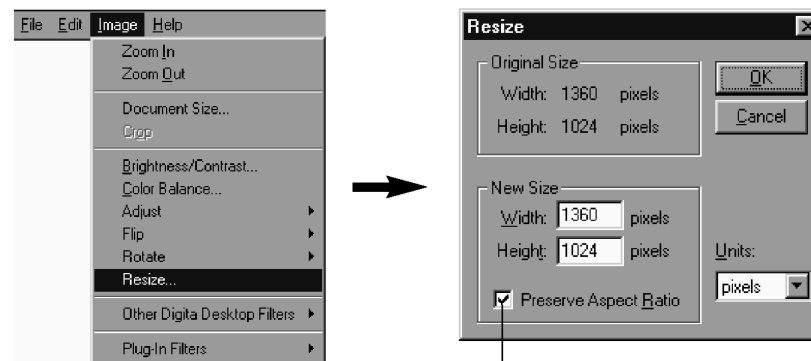 File Edit Image Help
Zoom In
Zoom Out
Document Size...
Crop
Brightness/Contrast...
Color Balance...
Adjust
Flip
Rotate
Resize...
Other Digita Desktop Filters
Plug-In Filters
Resize
Original Size
Width: 1360 pixels
Height: 1024 pixels
OK
Cancel
New Size
Width: 1360 pixels
Height: 1024 pixels
Preserve Aspect Ratio
Units:
pixels